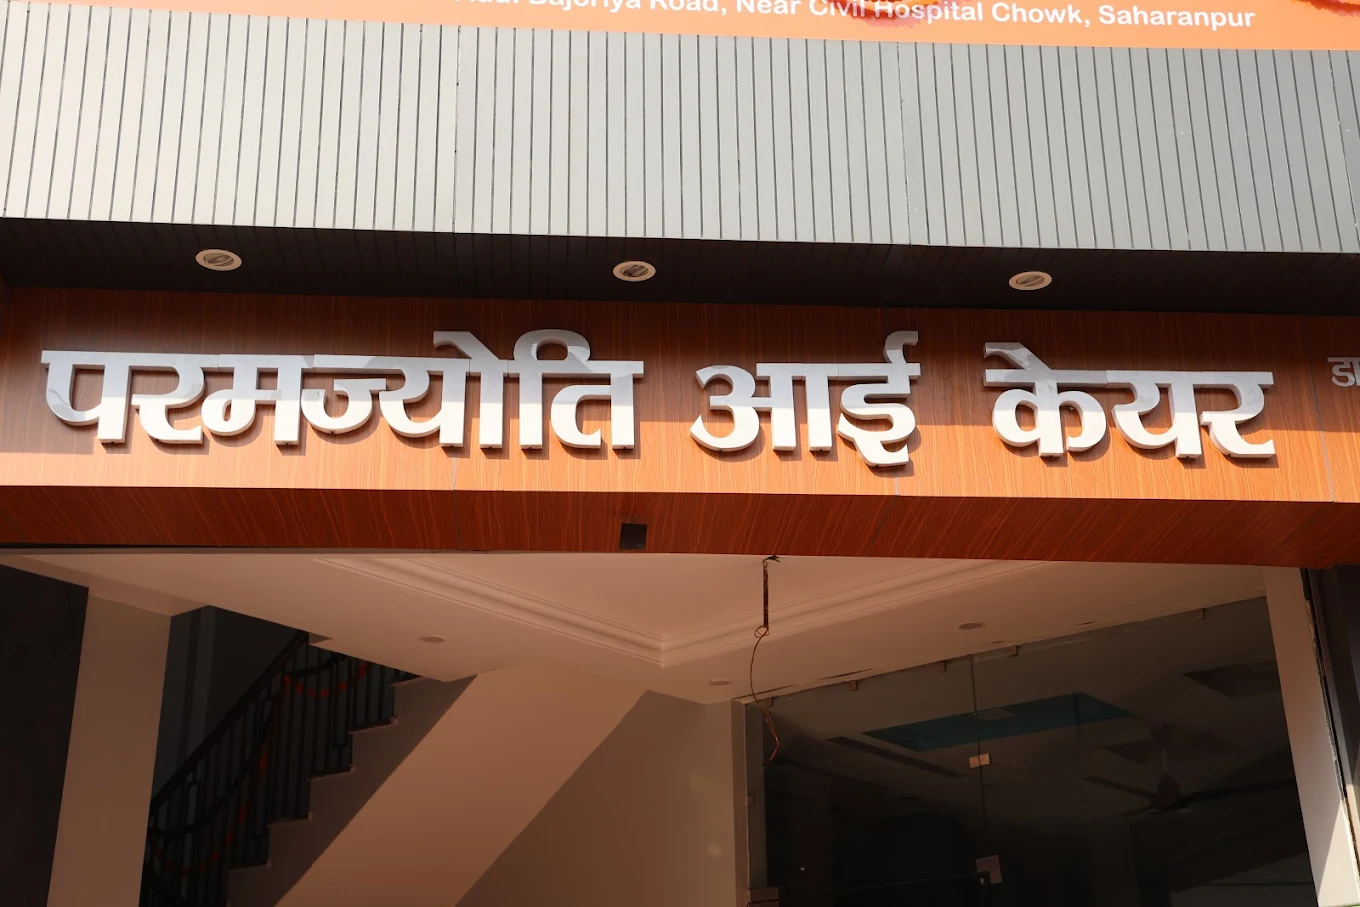 Bajoriya Road, Near Civil Hospital Chowk, Saharanpur
परमज्योति आई केयर